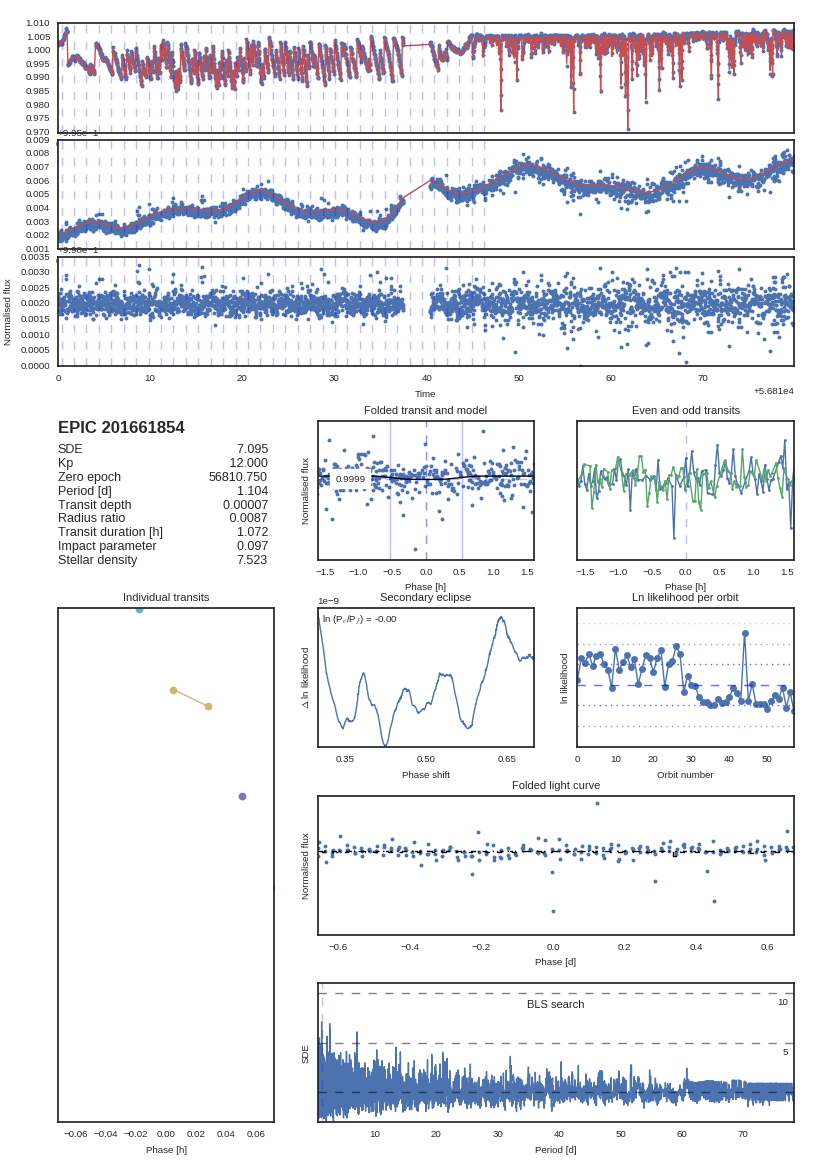 1.010
1.005
1.000
0.995
0.990
0.985
0.980
0.975
0.970
+9.95e−1
0.009
0.008
0.007
0.006
0.005
0.004
0.003
0.002
0.001
+9.98e−1
0.0035
0.0030
0.0025
0.0020
0.0015
0.0010
0.0005
0.0000
Normalised flux
0 10 20 30 40 50 60 70
Time
+5.681e4
EPIC 201661854
SDE 7.095
Kp 12.000
Zero epoch 56810.750
Period [d] 1.104
Transit depth 0.00007
Radius ratio 0.0087
Transit duration [h] 1.072
Impact parameter 0.097
Stellar density 7.523
Folded transit and model
Normalised flux
0.9999
−1.5 −1.0 −0.5 0.0 0.5 1.0 1.5
Phase [h]
Even and odd transits
−1.5 −1.0 −0.5 0.0 0.5 1.0 1.5
Phase [h]
Individual transits
−0.06 −0.04 −0.02 0.00 0.02 0.04 0.06
Phase [h]
Secondary eclipse
1e−9
ln (Pₑ/P𝑓) = -0.00
Δ ln likelihood
0.35 0.50 0.65
Phase shift
Ln likelihood per orbit
ln likelihood
0 10 20 30 40 50
Orbit number
Folded light curve
Normalised flux
−0.6 −0.4 −0.2 0.0 0.2 0.4 0.6
Phase [d]
BLS search
10
5
SDE
10 20 30 40 50 60 70
Period [d]